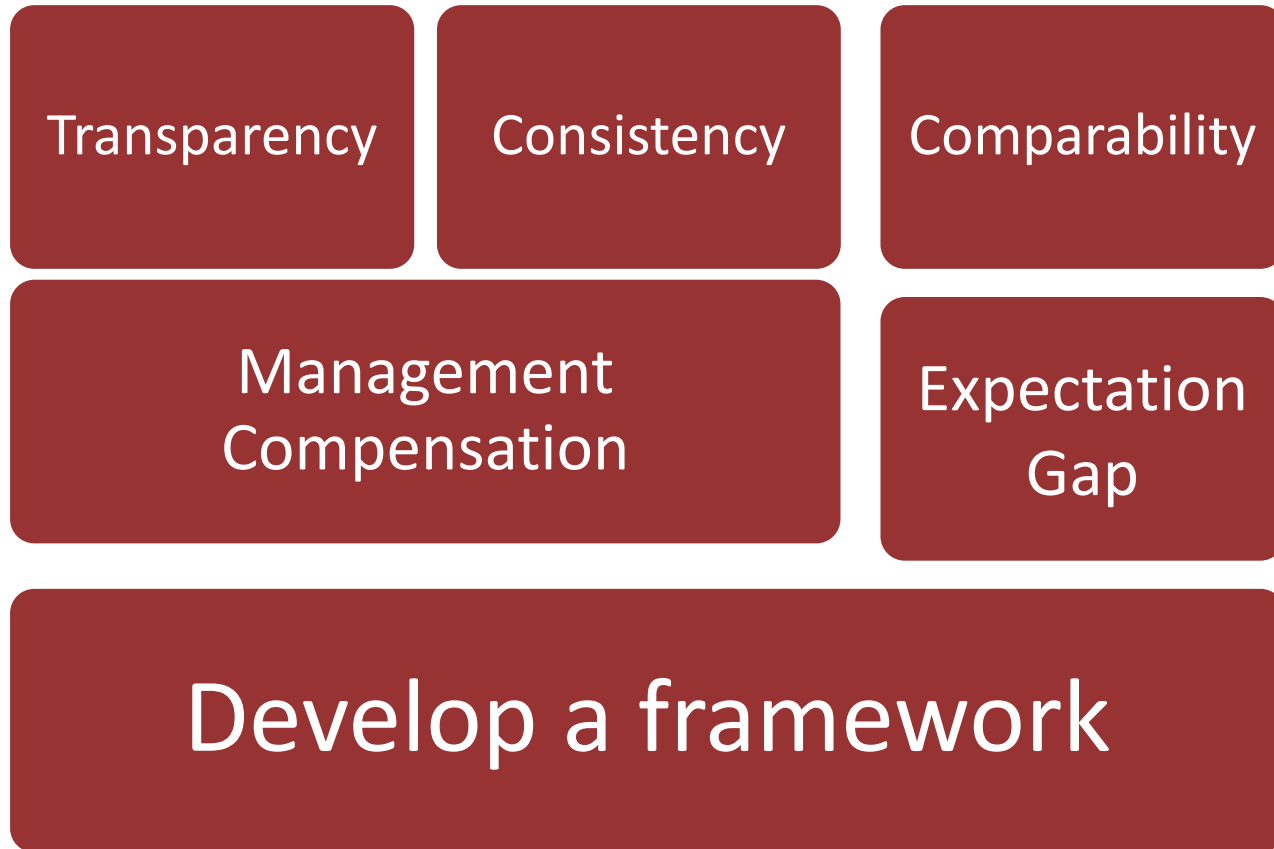 Transparency
Consistency
Comparability
Management
Compensation
Expectation
Gap
Develop a framework